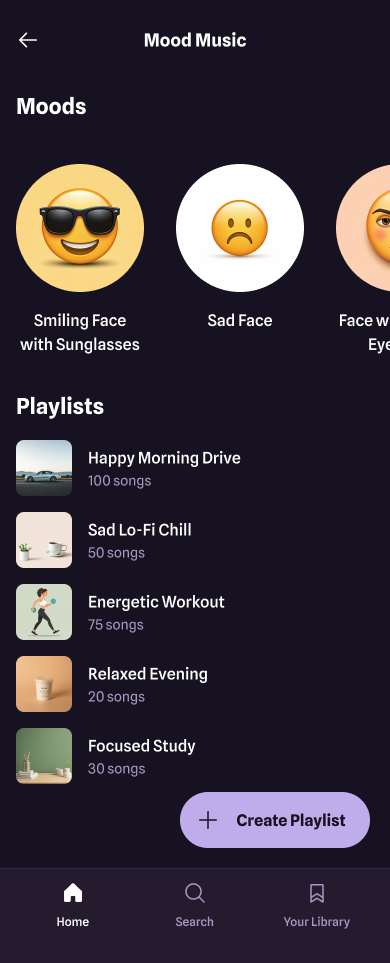 Mood Music
Moods
Smiling Face
with Sunglasses
Sad Face
Face w
Eye
Playlists
Happy Morning Drive
100 songs
Sad Lo-Fi Chill
50 songs
Energetic Workout
75 songs
Relaxed Evening
20 songs
Focused Study
30 songs
Create Playlist
Home
Search
Your Library